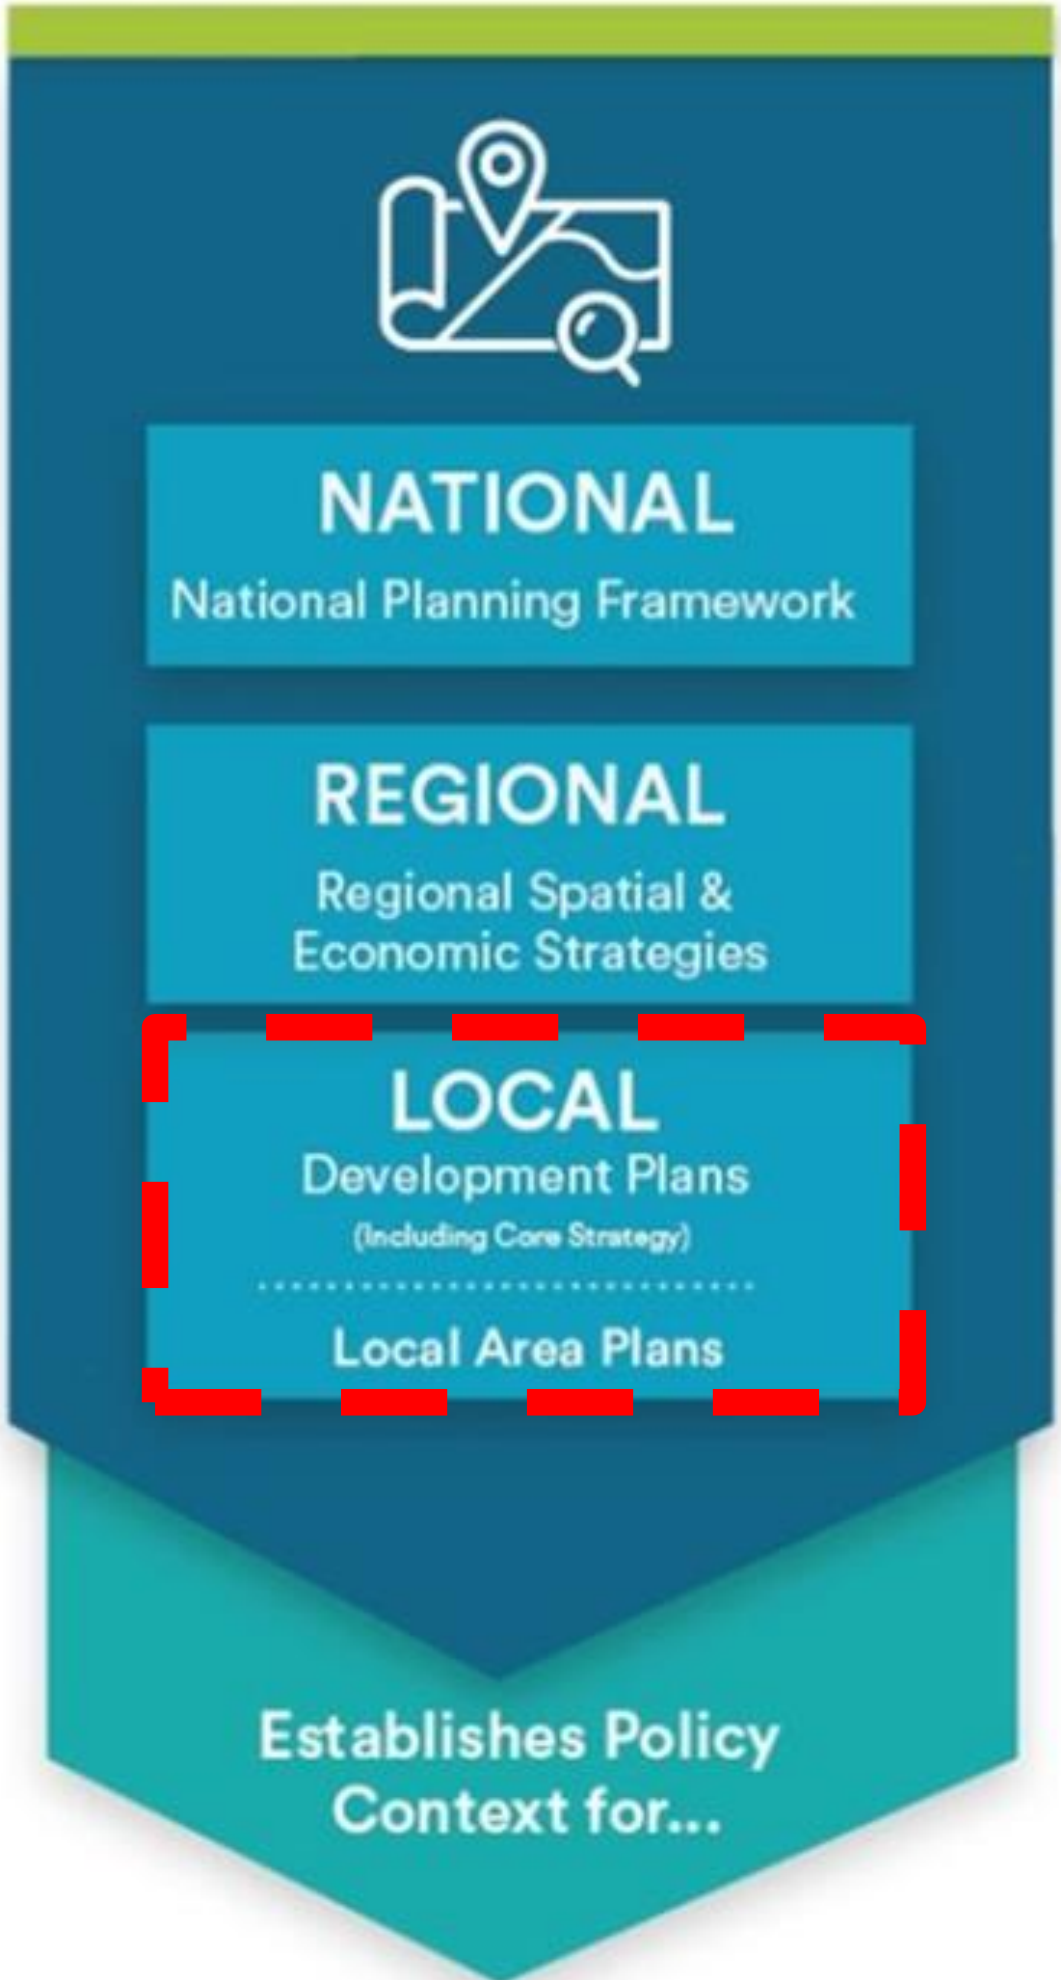 NATIONAL
National Planning Framework
REGIONAL
Regional Spatial &
Economic Strategies
LOCAL
Development Plans
(Including Core Strategy)
Local Area Plans
Establishes Policy
Context for...